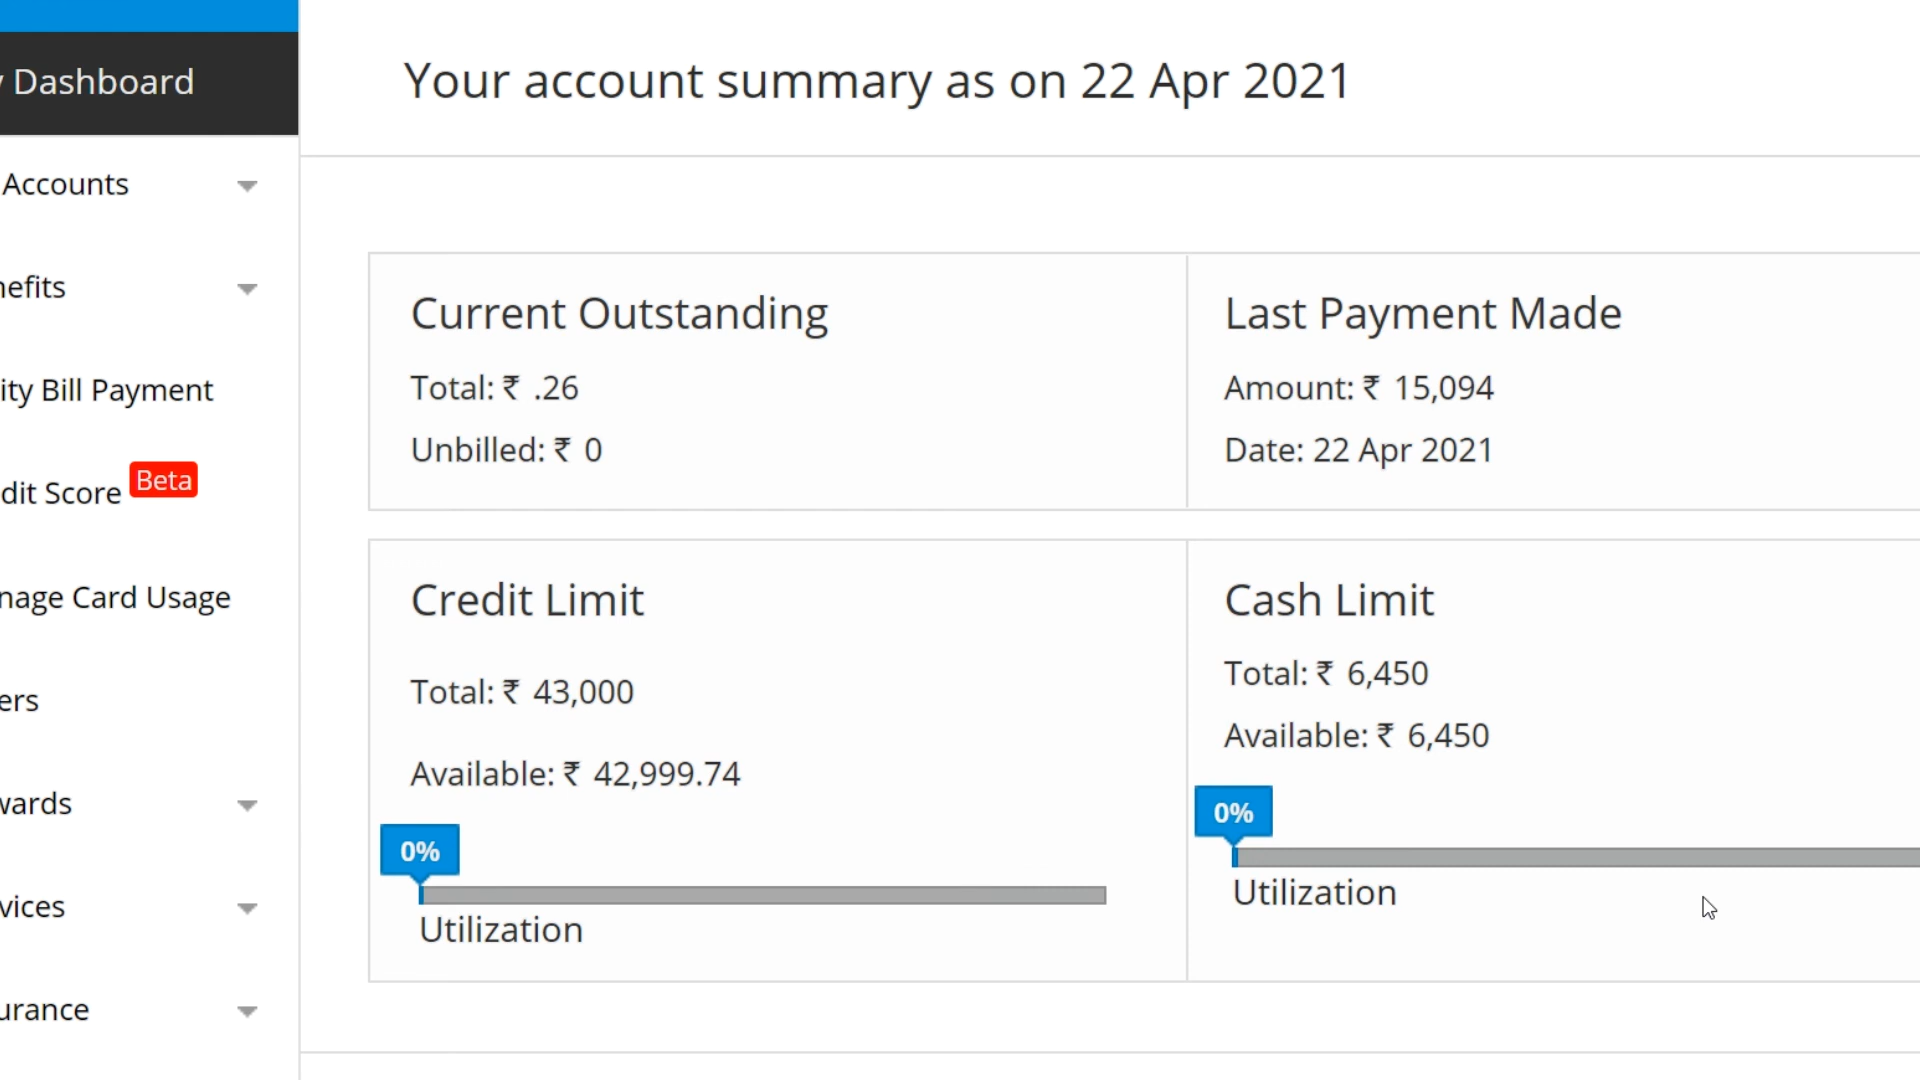 Dashboard
Your account summary as on 22 Apr 2021
Accounts
nefits
ity Bill Payment
dit Score Beta
nage Card Usage
ers
wards
vices
urance
Current Outstanding
Total: ₹ .26
Unbilled: ₹ 0
Last Payment Made
Amount: ₹ 15,094
Date: 22 Apr 2021
Credit Limit
Total: ₹ 43,000
Available: ₹ 42,999.74
0%
Utilization
Cash Limit
Total: ₹ 6,450
Available: ₹ 6,450
0%
Utilization